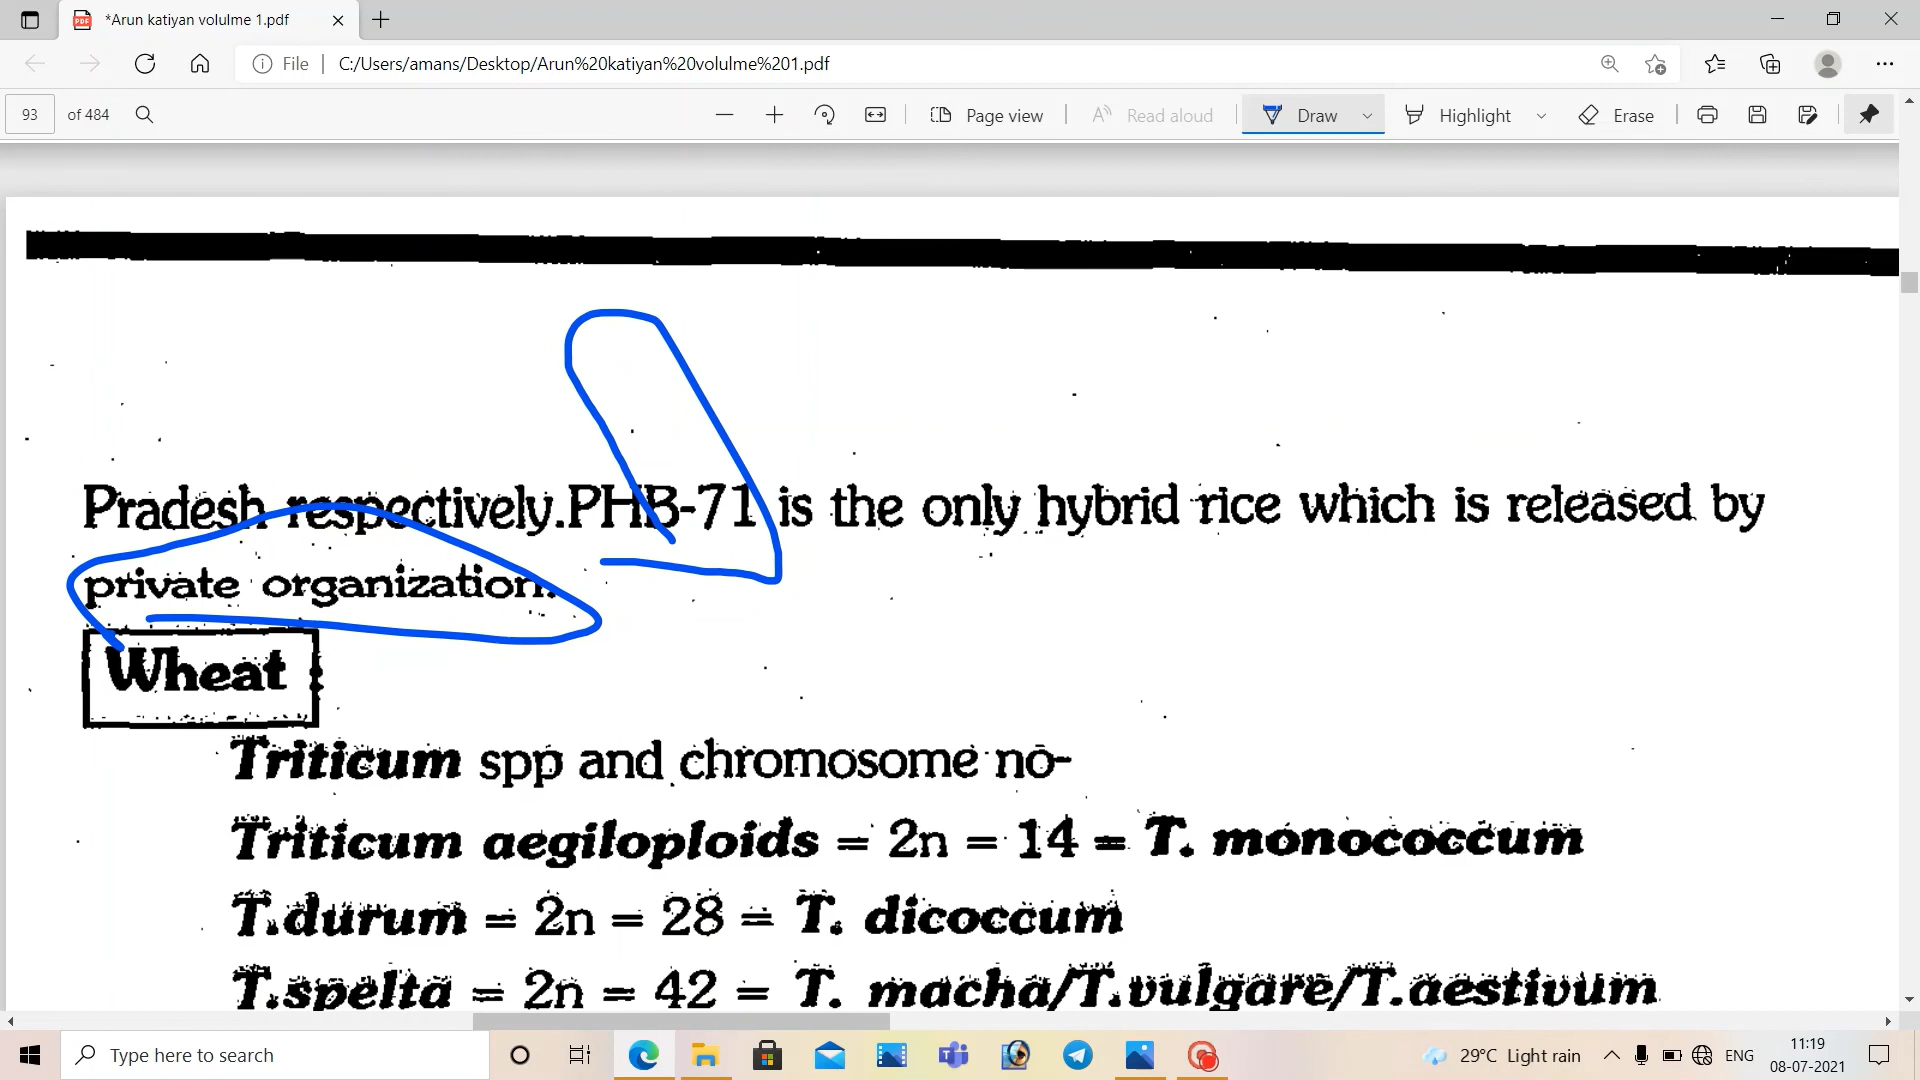 *Arun katiyan volulme 1.pdf
File C:/Users/amans/Desktop/Arun%20katiyan%20volulme%201.pdf
93 of 484 Page view Read aloud Draw Highlight Erase
Pradesh respectively.PHB-71 is the only hybrid rice which is released by
private organization.
Wheat
Triticum spp and chromosome no-
Triticum aegiloploids = 2n = 14 = T. monococcum
T.durum = 2n = 28 = T. dicoccum
T.spelta = 2n = 42 = T. macha/T.vulgare/T.aestivum
Type here to search 29°C Light rain ENG 11:19
08-07-2021